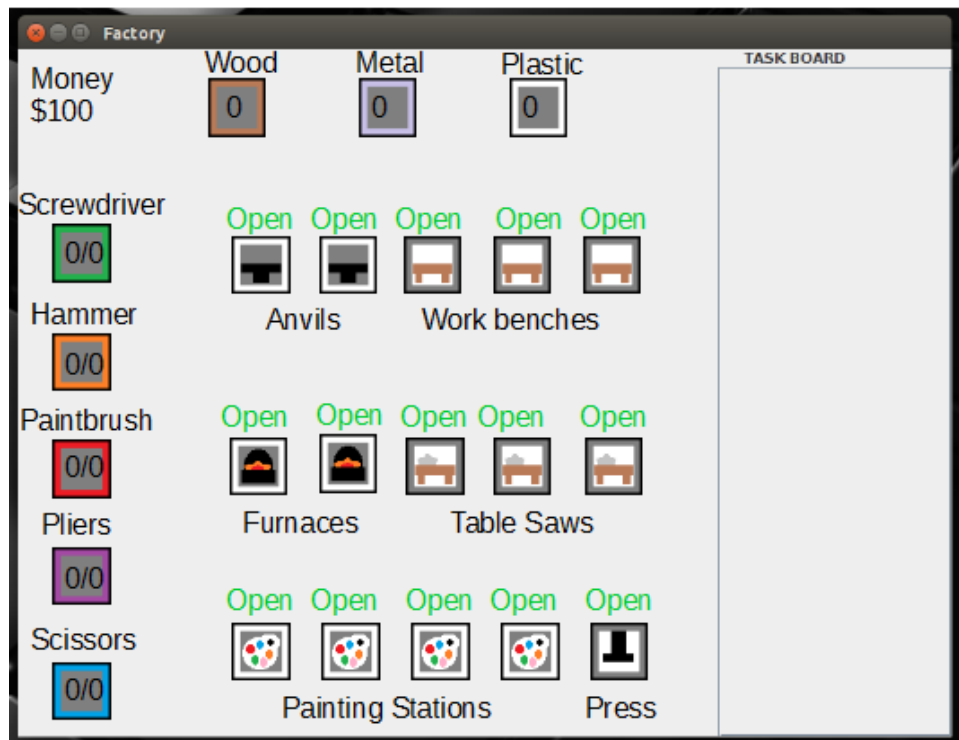 Factory
Money
$100
Wood
Metal
Plastic
0
0
0
TASK BOARD
Screwdriver
0/0
Hammer
0/0
Paintbrush
0/0
Pliers
0/0
Scissors
0/0
Open Open Open Open Open
Anvils
Work benches
Open Open Open Open Open
Furnaces
Table Saws
Open Open Open Open Open
Painting Stations
Press